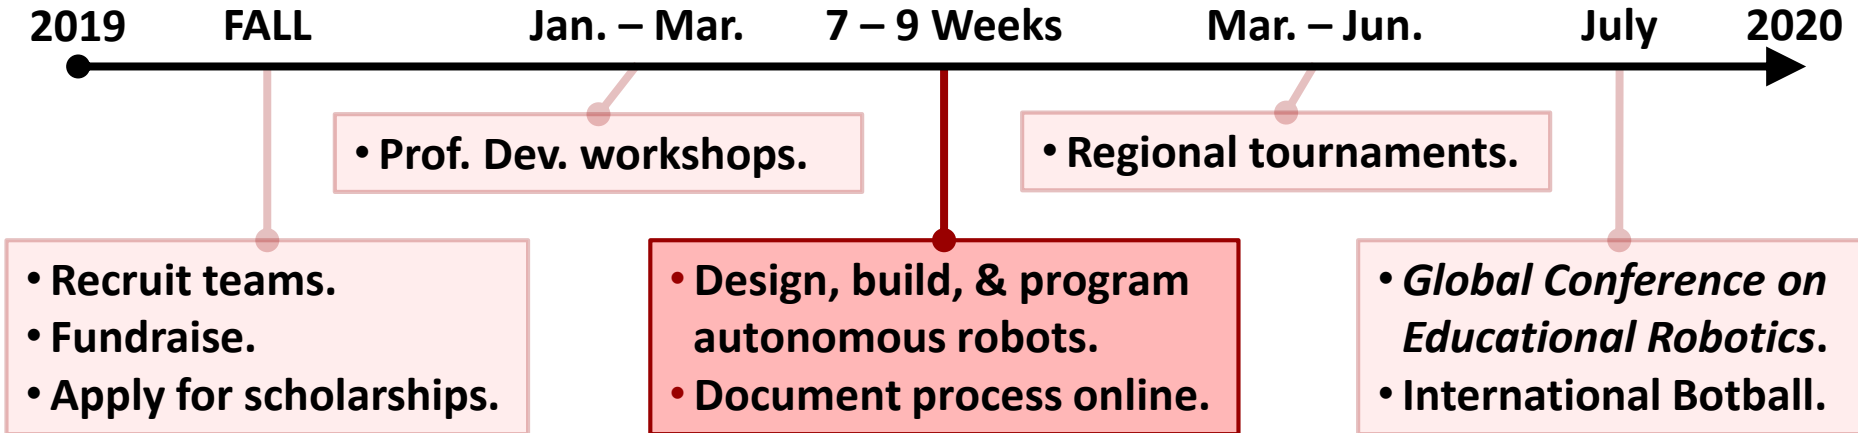 2019 FALL Jan. – Mar. 7 – 9 Weeks Mar. – Jun. July 2020
• Prof. Dev. workshops.
• Regional tournaments.
• Recruit teams.
• Fundraise.
• Apply for scholarships.
• Design, build, & program
autonomous robots.
• Document process online.
• Global Conference on
Educational Robotics.
• International Botball.